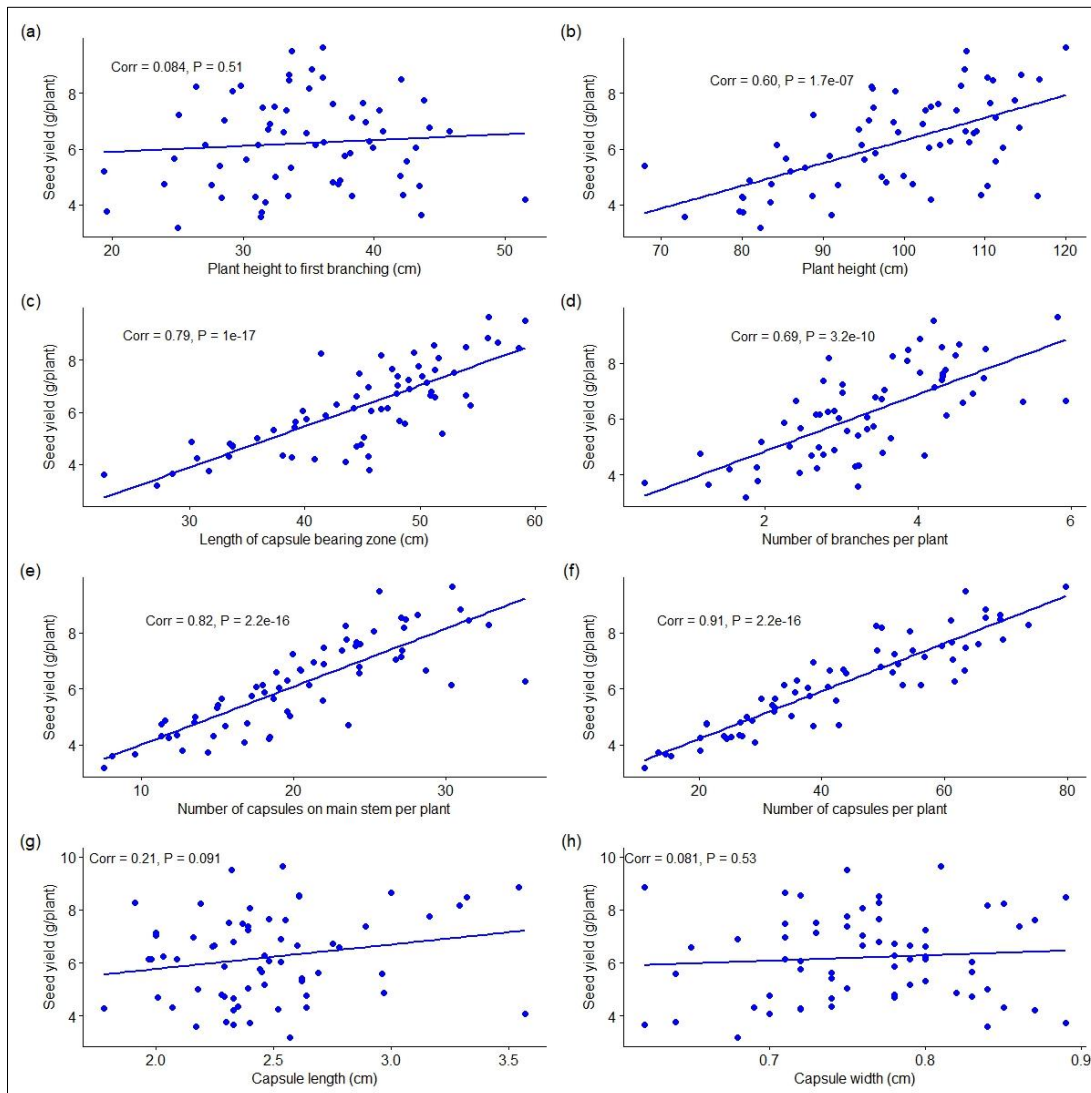 (a)
Corr = 0.084, P = 0.51
Seed yield (g/plant)
8
6
4
20 30 40 50
Plant height to first branching (cm)
(b)
Corr = 0.60, P = 1.7e-07
Seed yield (g/plant)
8
6
4
70 80 90 100 110 120
Plant height (cm)
(c)
Corr = 0.79, P = 1e-17
Seed yield (g/plant)
8
6
4
30 40 50 60
Length of capsule bearing zone (cm)
(d)
Corr = 0.69, P = 3.2e-10
Seed yield (g/plant)
8
6
4
2 4 6
Number of branches per plant
(e)
Corr = 0.82, P = 2.2e-16
Seed yield (g/plant)
8
6
4
10 20 30
Number of capsules on main stem per plant
(f)
Corr = 0.91, P = 2.2e-16
Seed yield (g/plant)
8
6
4
20 40 60 80
Number of capsules per plant
(g)
Corr = 0.21, P = 0.091
Seed yield (g/plant)
10
8
6
4
2.0 2.5 3.0 3.5
Capsule length (cm)
(h)
Corr = 0.081, P = 0.53
Seed yield (g/plant)
10
8
6
4
0.7 0.8 0.9
Capsule width (cm)